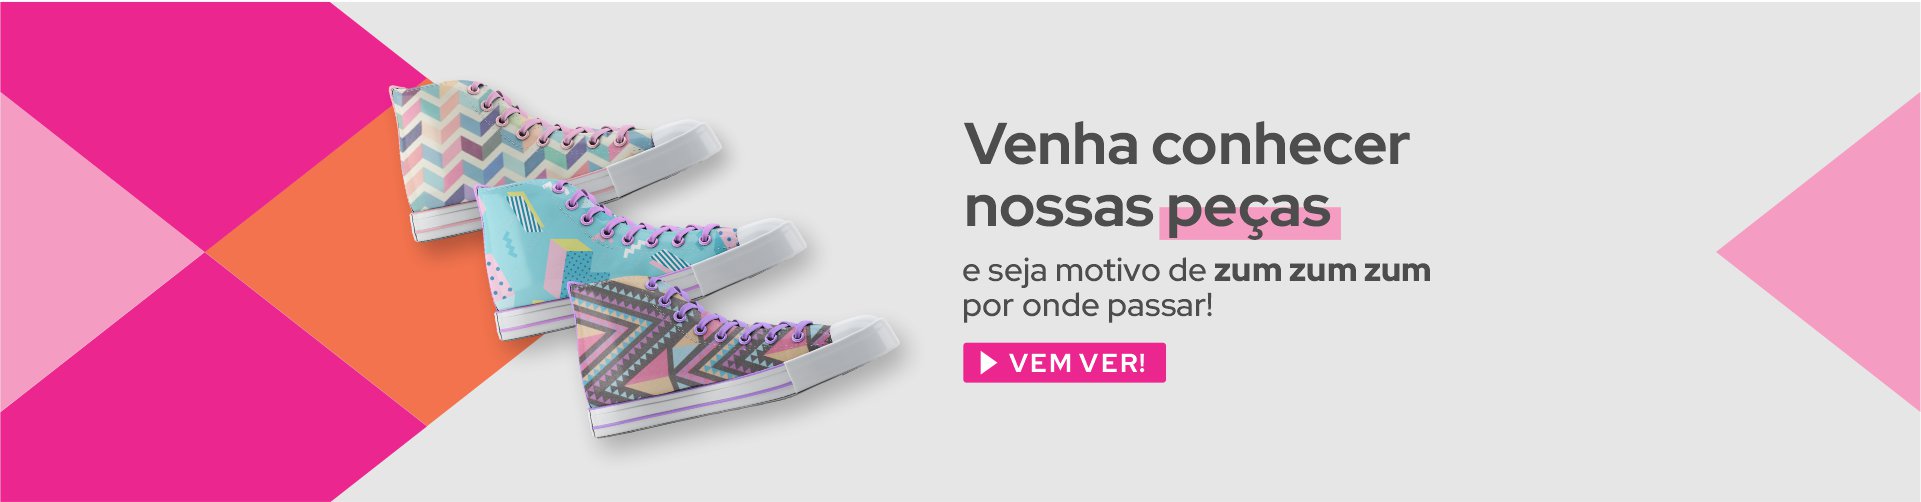 Venha conhecer
nossas peças
e seja motivo de zum zum zum
por onde passar!
VEM VER!